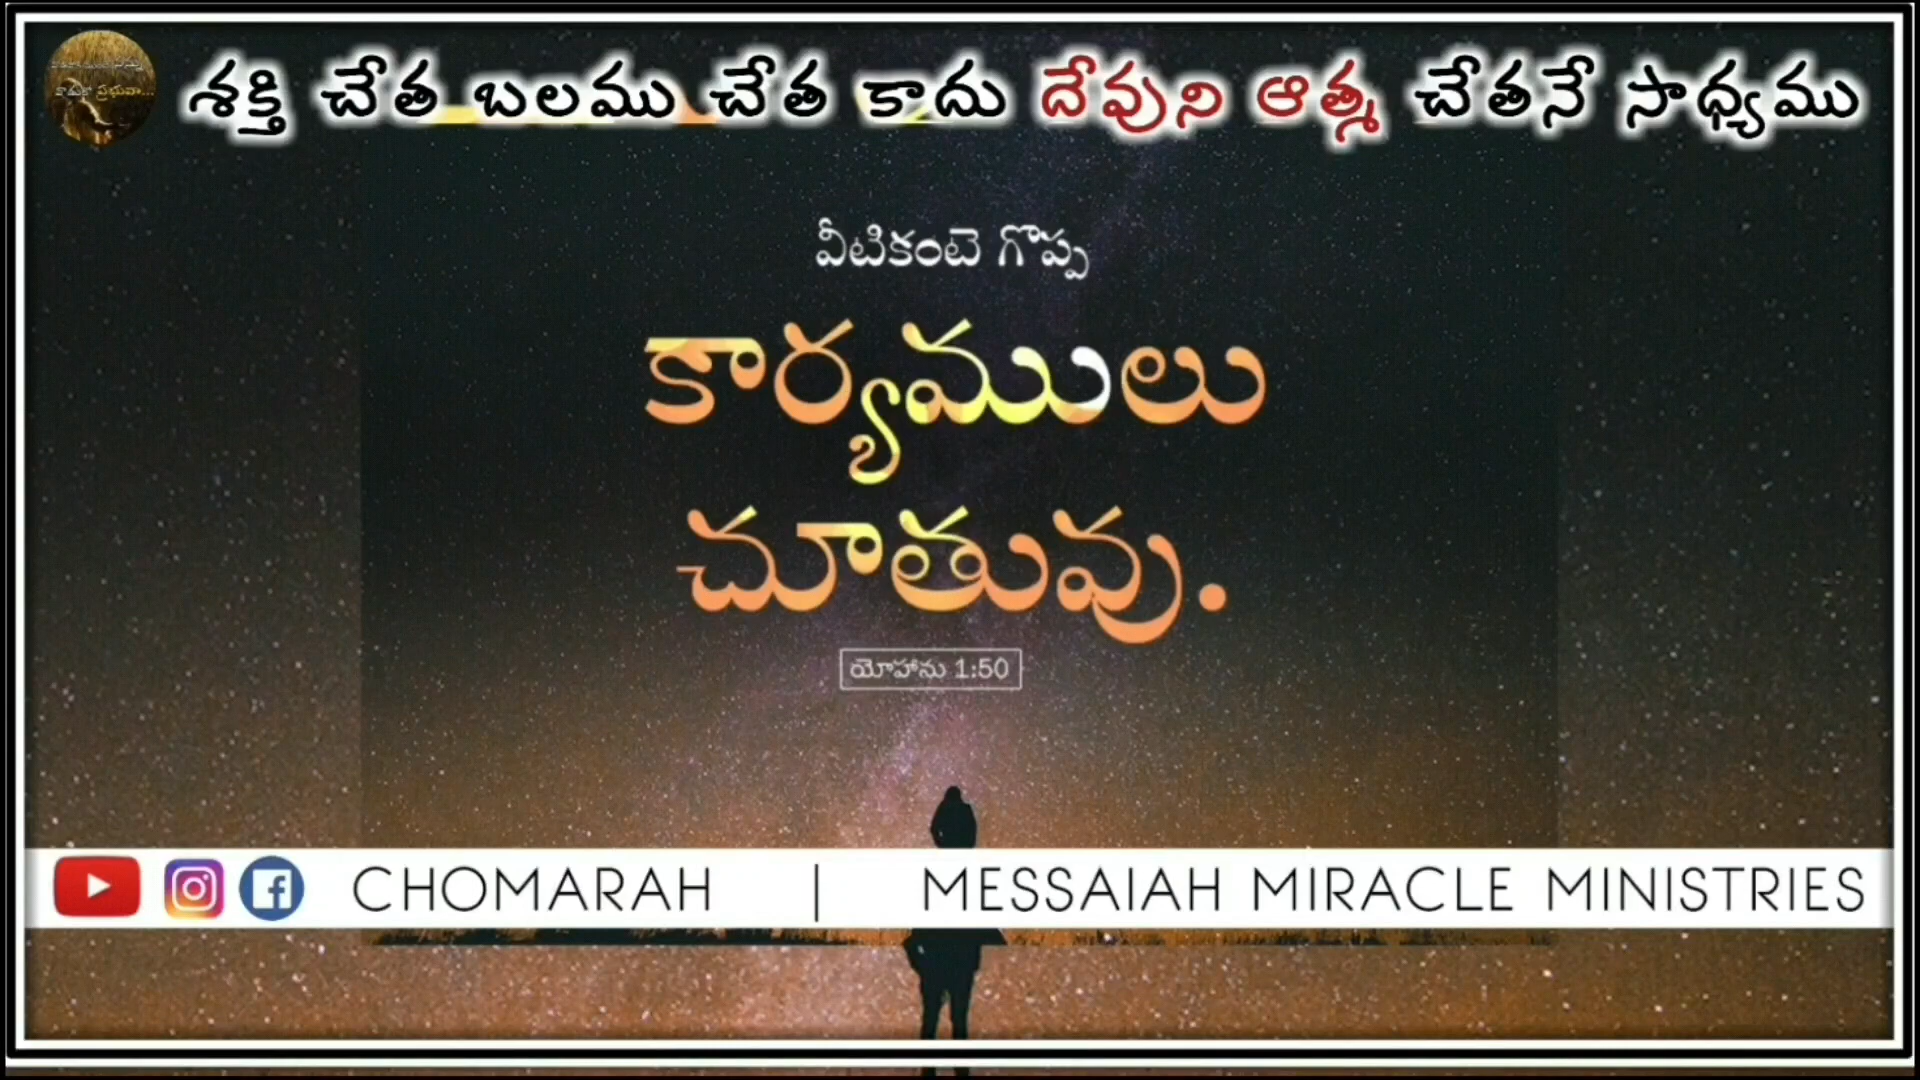 శక్తి చేత బలము చేత కాదు దేవుని ఆత్మ చేతనే సాధ్యము
వీటికంటె గొప్ప
కార్యములు
చూతువు.
యోహాను 1:50
CHOMARAH | MESSAIAH MIRACLE MINISTRIES